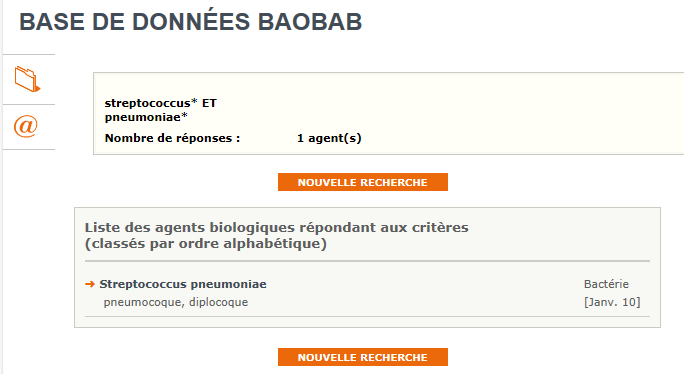 BASE DE DONNÉES BAOBAB
@
streptococcus* ET
pneumoniae*
Nombre de réponses : 1 agent(s)
NOUVELLE RECHERCHE
Liste des agents biologiques répondant aux critères
(classés par ordre alphabétique)
➜ Streptococcus pneumoniae Bactérie
pneumocoque, diplocoque [Janv. 10]
NOUVELLE RECHERCHE